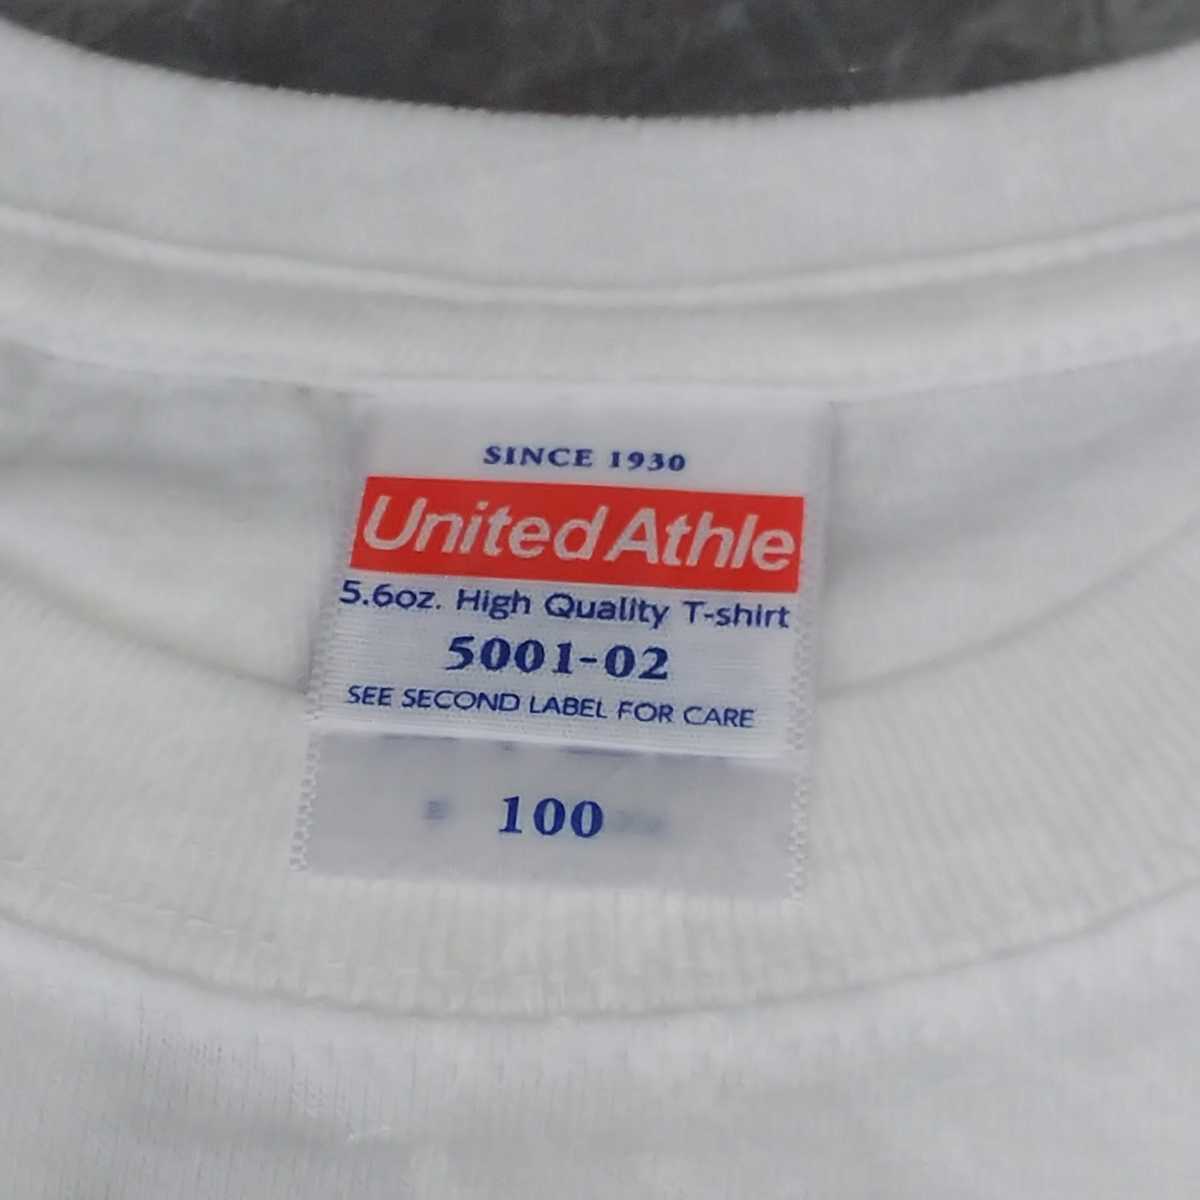 SINCE 1930
United Athle
5.6oz. High Quality T-shirt
5001-02
SEE SECOND LABEL FOR CARE
100